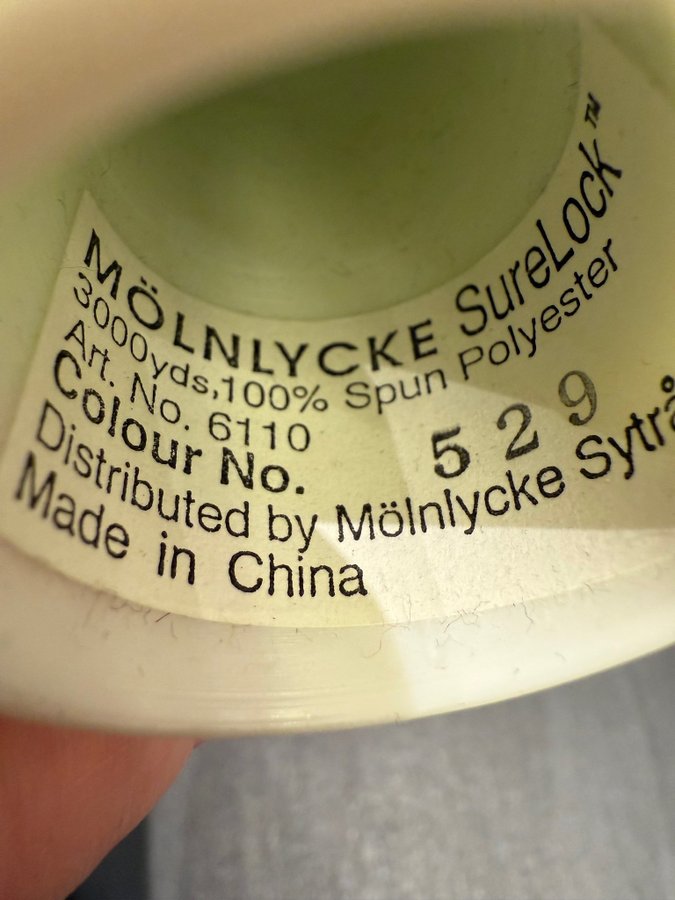 MÖLNLYCKE SureLock™
3000yds,100% Spun Polyester
Art. No. 6110
Colour No. 529
Distributed by Mölnlycke Sytrå
Made in China